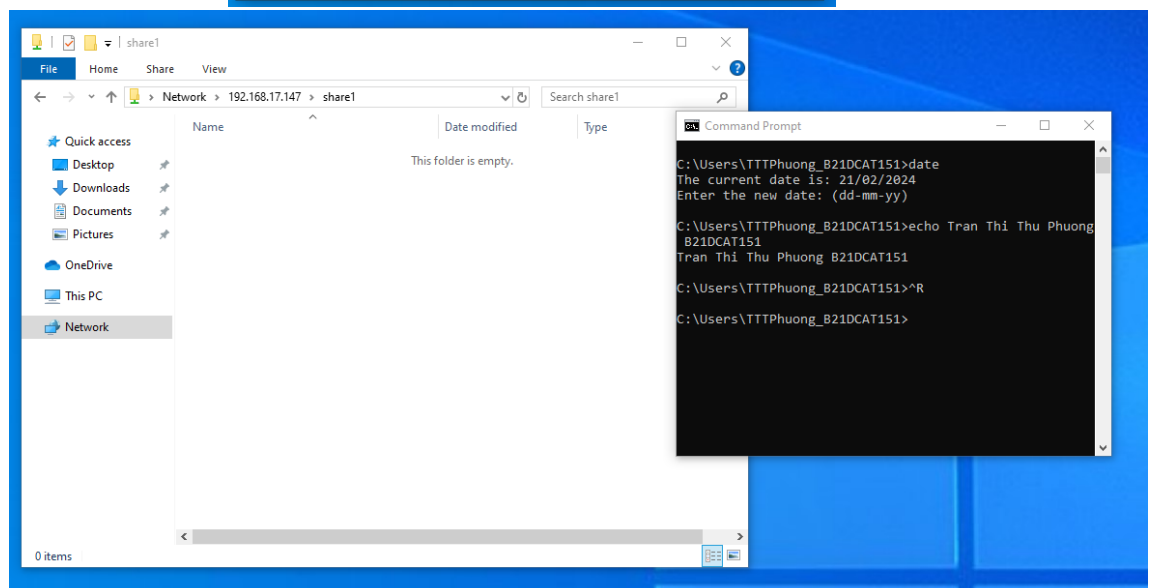 share1
File Home Share View
Network > 192.168.17.147 > share1
Search share1
Name Date modified Type
This folder is empty.
Quick access
Desktop
Downloads
Documents
Pictures
OneDrive
This PC
Network
0 items
Command Prompt
C:\Users\TTTPhuong_B21DCAT151>date
The current date is: 21/02/2024
Enter the new date: (dd-mm-yy)
C:\Users\TTTPhuong_B21DCAT151>echo Tran Thi Thu Phuong
B21DCAT151
Tran Thi Thu Phuong B21DCAT151
C:\Users\TTTPhuong_B21DCAT151>^R
C:\Users\TTTPhuong_B21DCAT151>